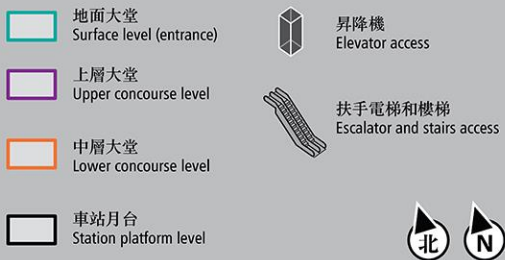 地面大堂
Surface level (entrance)
上層大堂
Upper concourse level
中層大堂
Lower concourse level
車站月台
Station platform level
昇降機
Elevator access
扶手電梯和樓梯
Escalator and stairs access
北
N